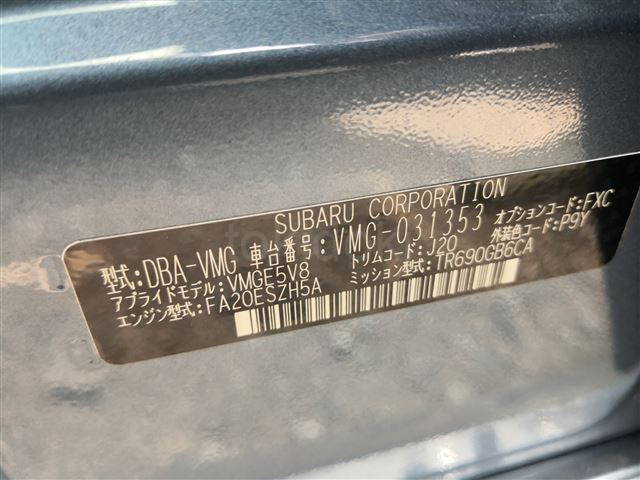 SUBARU CORPORATION
型式:DBA-VMG 車台番号:VMG-031353 オプションコード:FXC
アプライドモデル:VMGE5V8 トリムコード:J20 外装色コード:P9Y
エンジン型式:FA20ESZH5A ミッション型式:TR690GB6CA